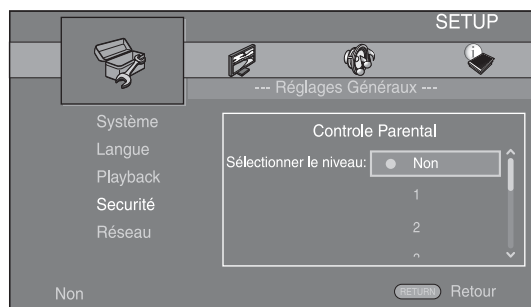 SETUP
--- Réglages Généraux ---
Système
Langue
Playback
Securité
Réseau
Controle Parental
Sélectionner le niveau: Non
1
2
Non
RETURN Retour